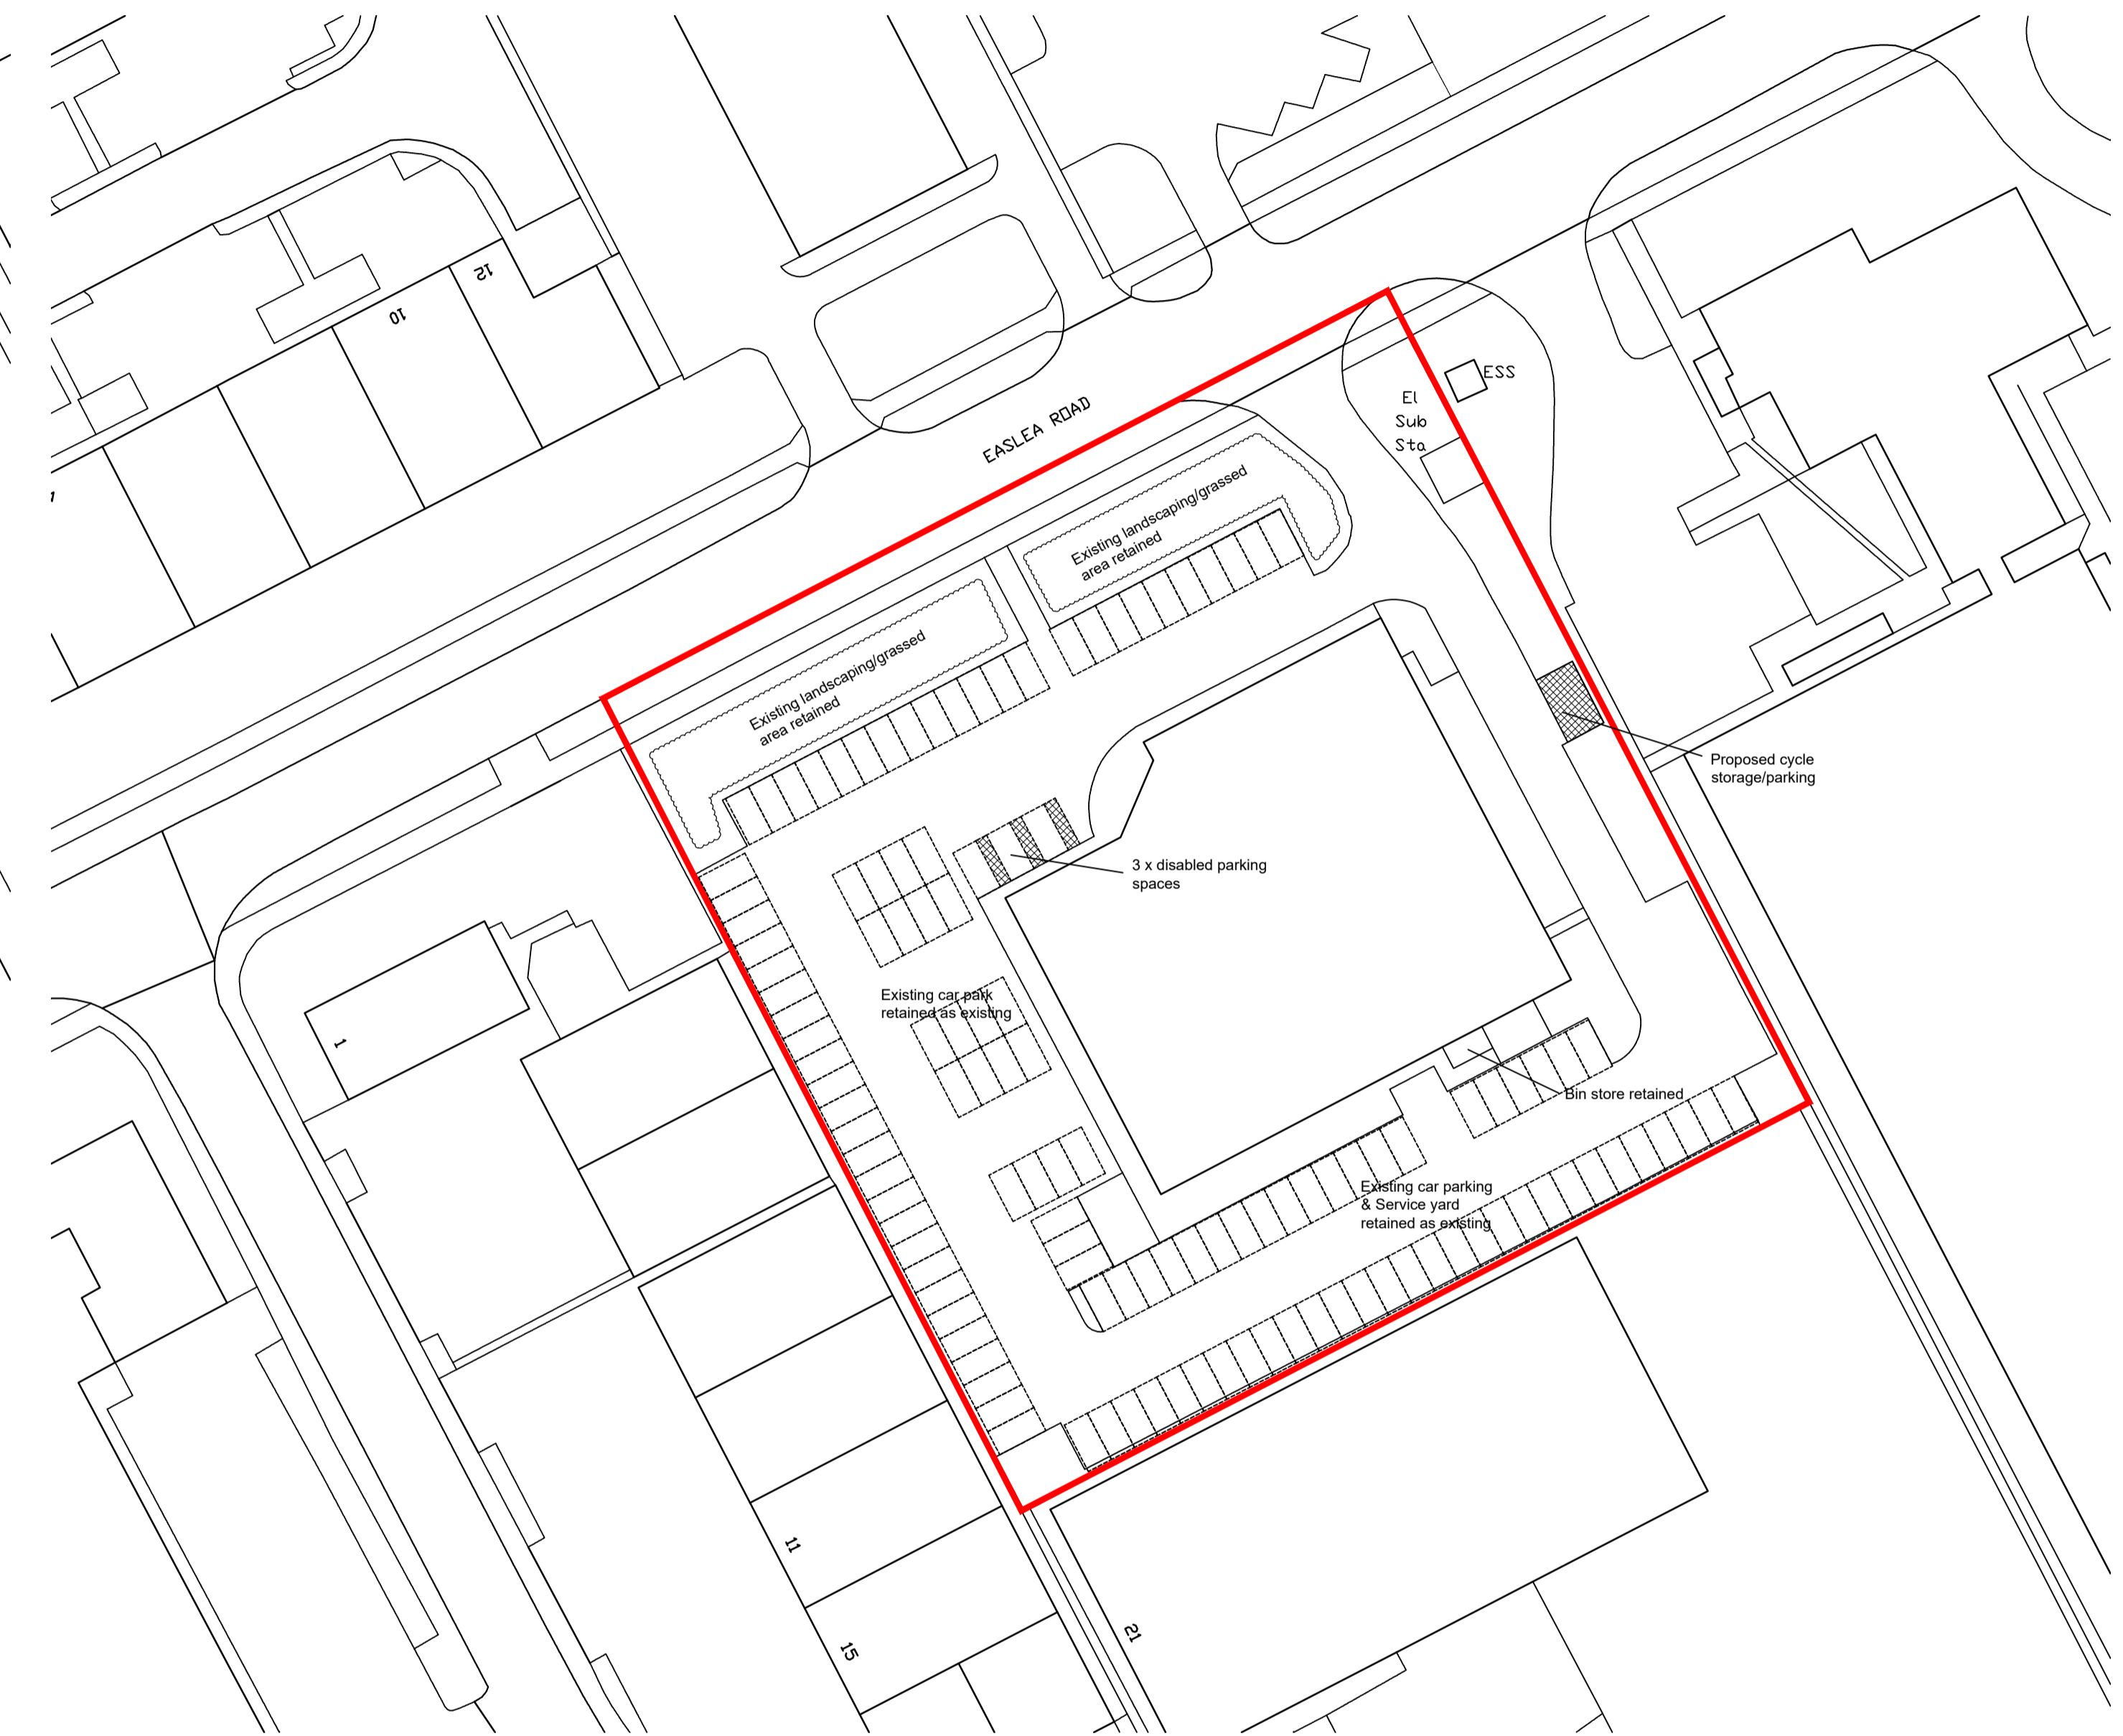 12
10
EASLEA ROAD
ESS
El
Sub
Sta
Existing landscaping/grassed
area retained
Existing landscaping/grassed
area retained
Proposed cycle
storage/parking
3 x disabled parking
spaces
Existing car park
retained as existing
1
Bin store retained
Existing car parking
& Service yard
retained as existing
11
15
21